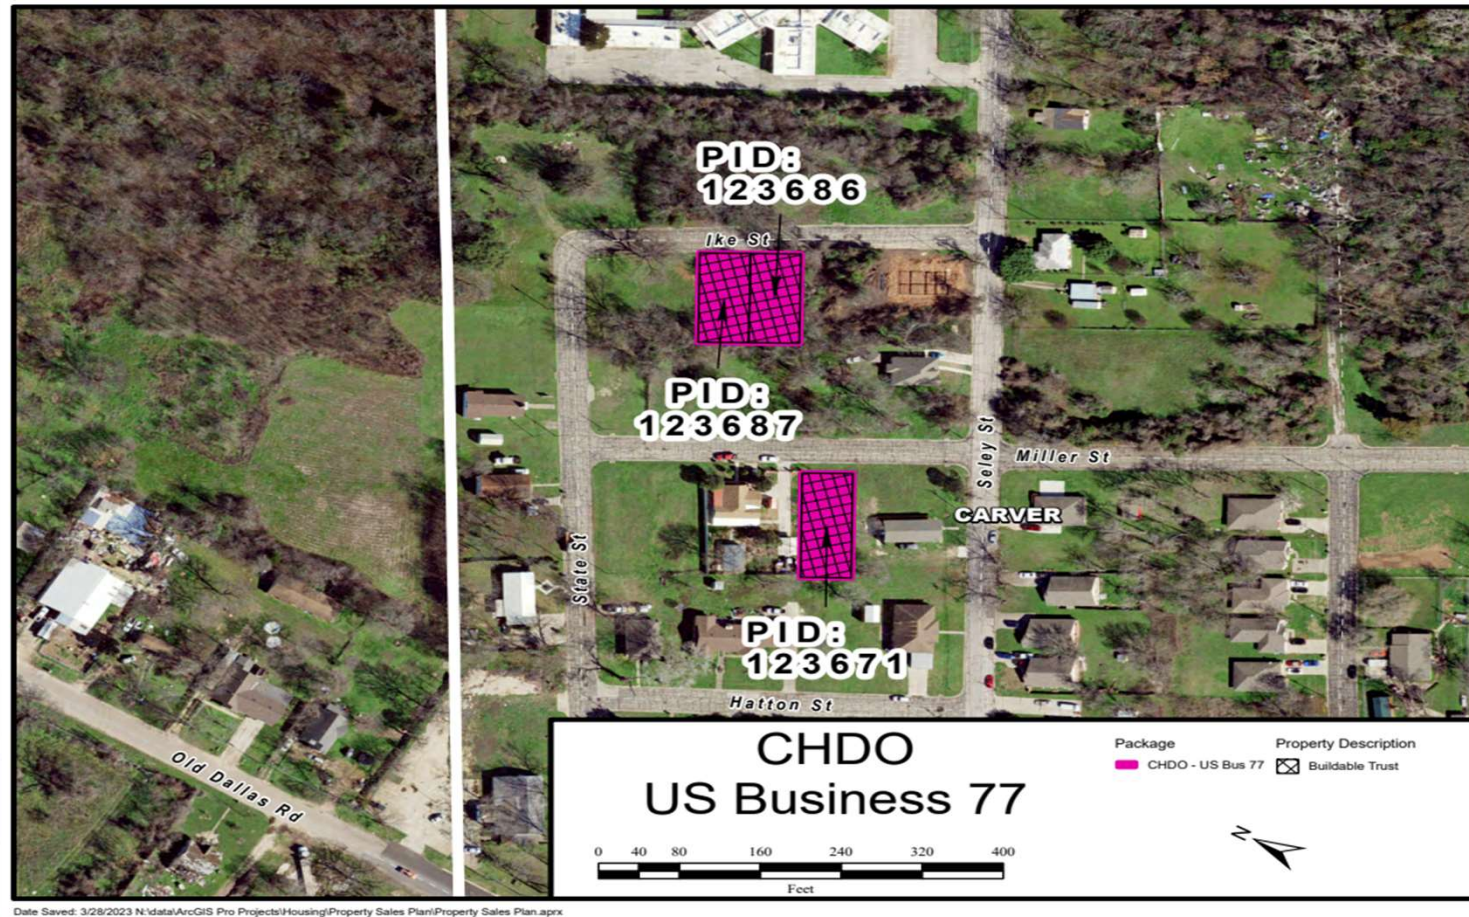 PID:
123686
Ike St
PID:
123687
Seley St
Miller St
CARVER
State St
PID:
123671
Hatton St
Old Dallas Rd
CHDO
US Business 77
Package
CHDO - US Bus 77
Property Description
Buildable Trust
0 40 80 160 240 320 400
Feet
N
Date Saved: 3/28/2023 N:\data\ArcGIS Pro Projects\Housing\Property Sales Plan\Property Sales Plan.aprx